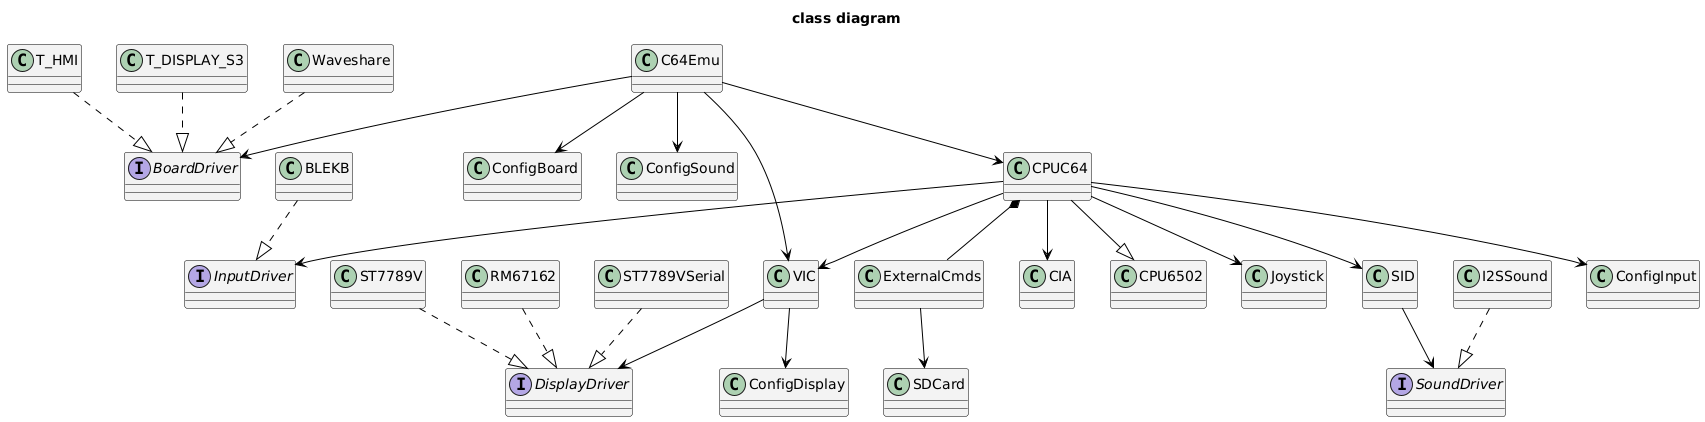 class diagram
C T_HMI
C T_DISPLAY_S3
C Waveshare
C C64Emu
I BoardDriver
C BLEKB
C ConfigBoard
C ConfigSound
C CPUC64
I InputDriver
C ST7789V
C RM67162
C ST7789VSerial
C VIC
C ExternalCmds
C CIA
C CPU6502
C Joystick
C SID
C I2SSound
C ConfigInput
I DisplayDriver
C ConfigDisplay
C SDCard
I SoundDriver